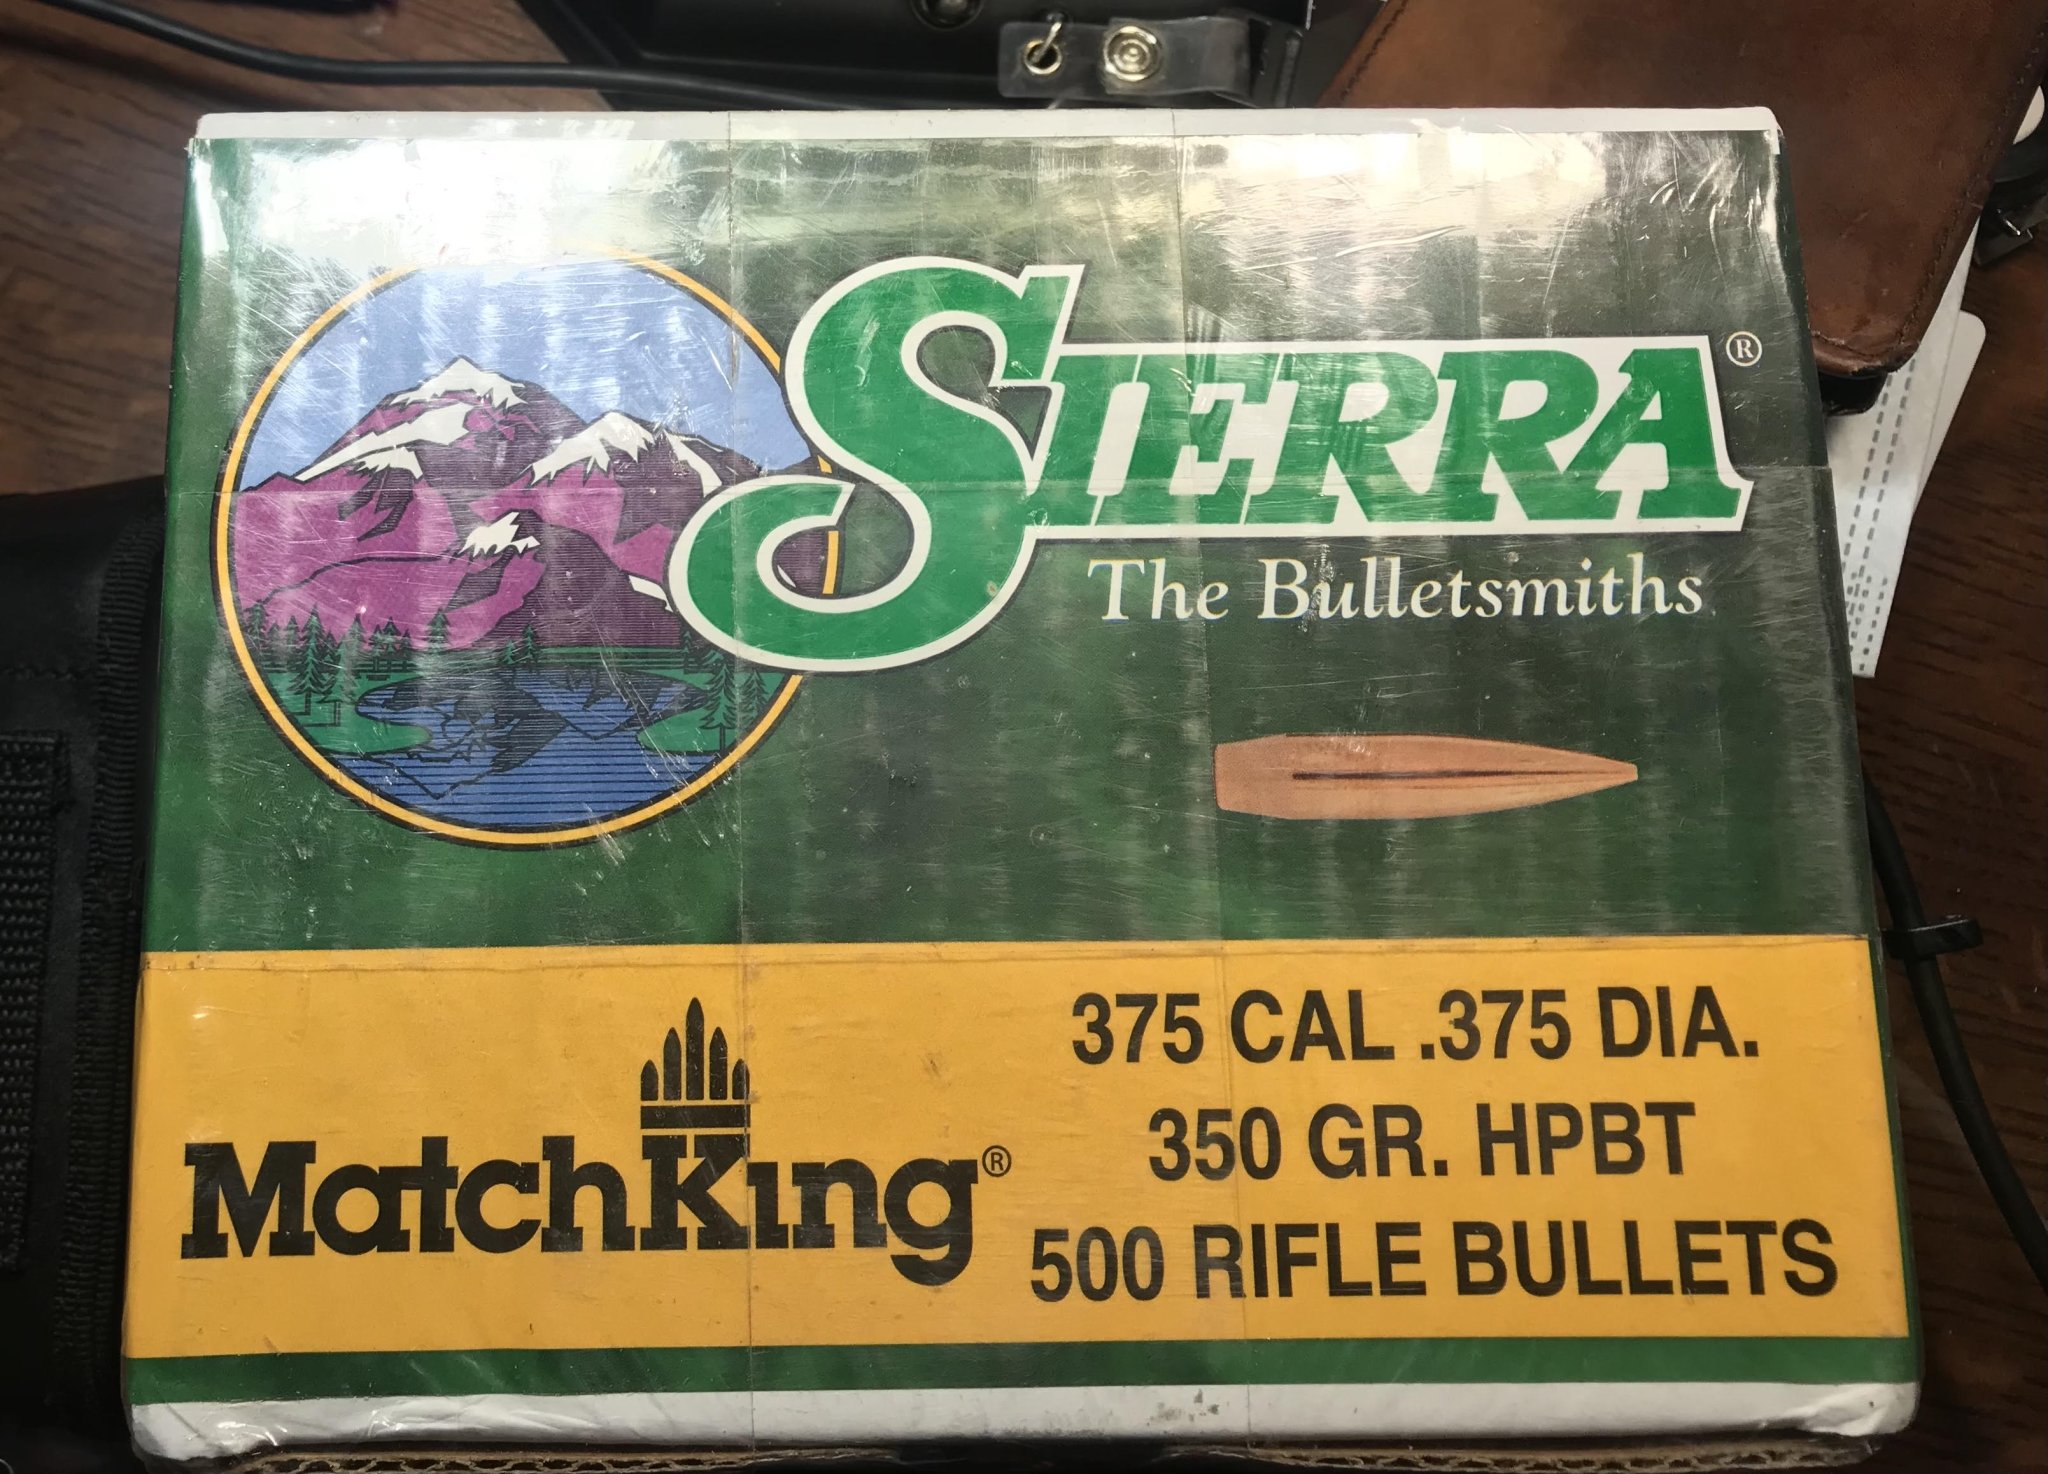 SIERRA®
The Bulletsmiths
MatchKing®
375 CAL .375 DIA.
350 GR. HPBT
500 RIFLE BULLETS